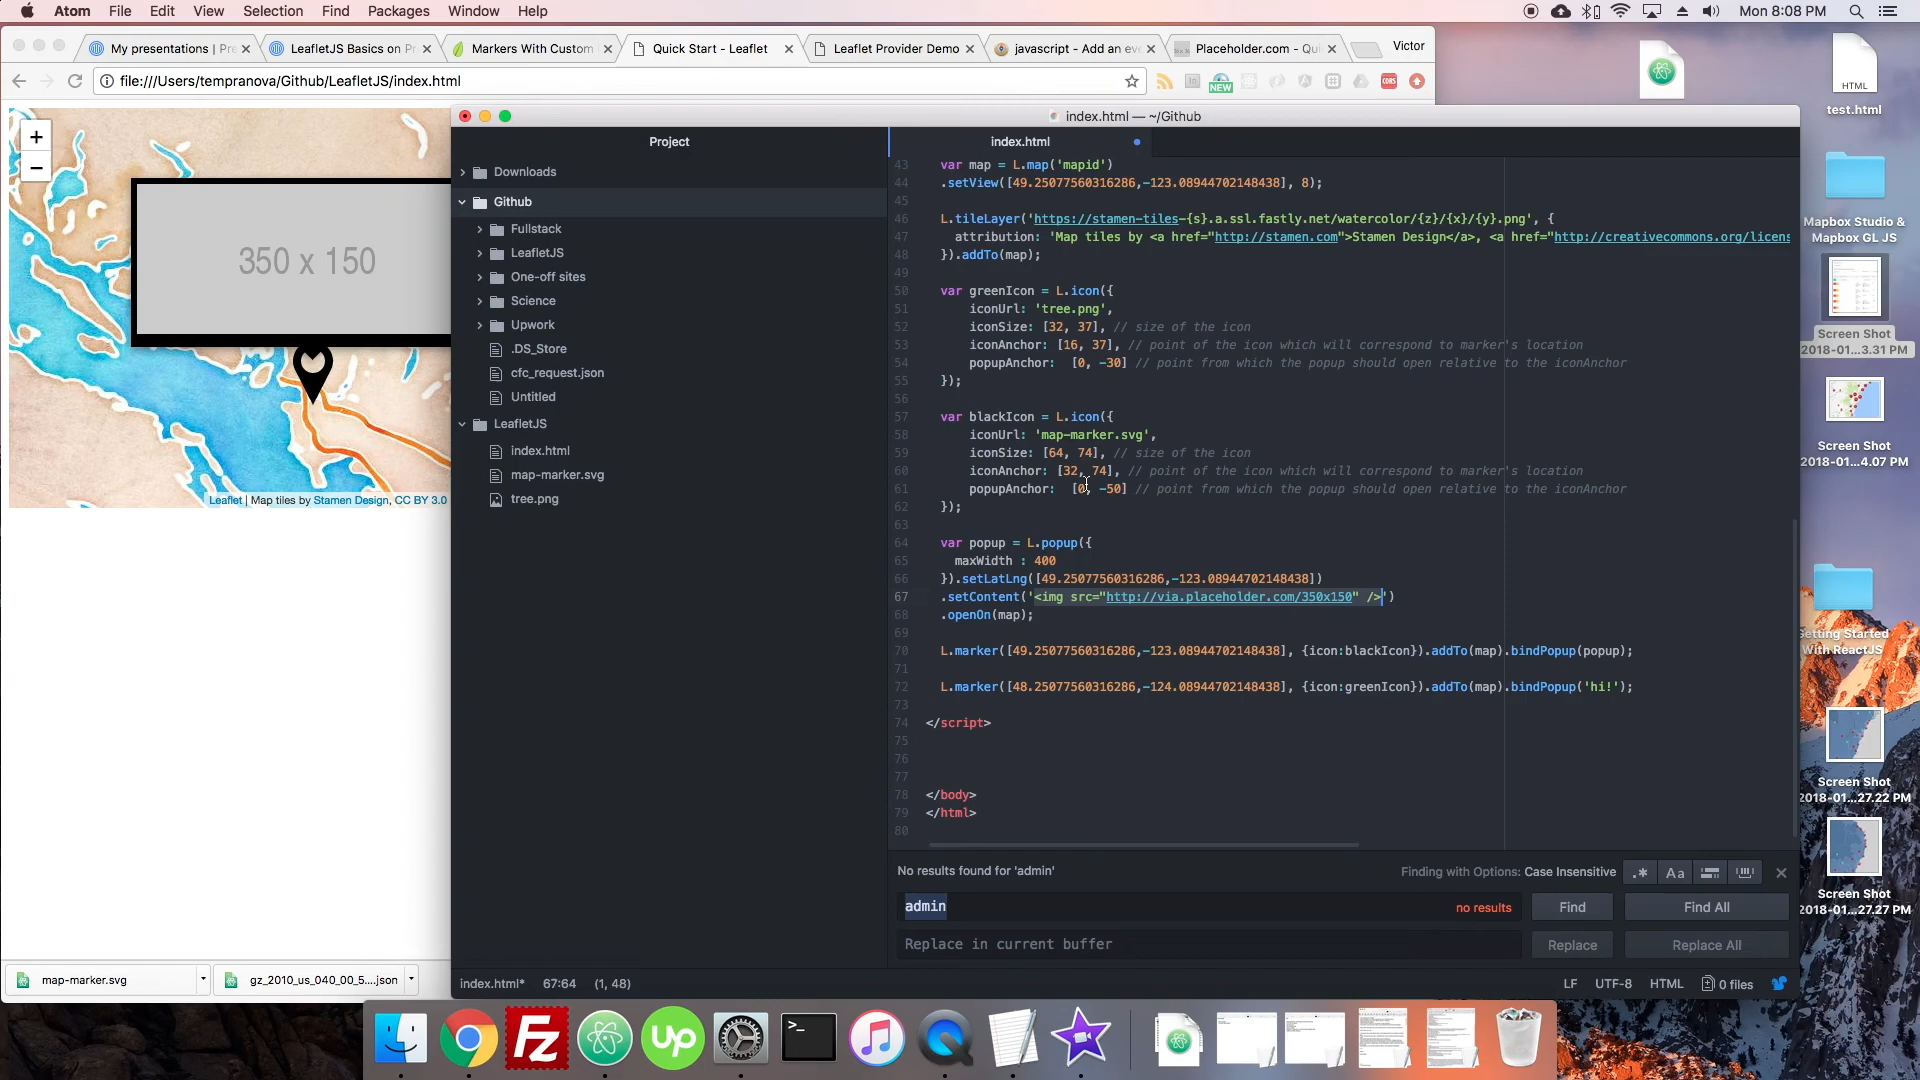 Atom File Edit View Selection Find Packages Window Help
Mon 8:08 PM
My presentations | Pre
LeafletJS Basics on P
Markers With Custom
Quick Start - Leaflet
Leaflet Provider Demo
javascript - Add an eve
Placeholder.com - Qu
Victor
file:///Users/tempranova/Github/LeafletJS/index.html
NEW
CORS
HTML
test.html
+
−
350 x 150
Leaflet | Map tiles by Stamen Design, CC BY 3.0
index.html — ~/Github
Project
Downloads
Github
Fullstack
LeafletJS
One-off sites
Science
Upwork
.DS_Store
cfc_request.json
Untitled
LeafletJS
index.html
map-marker.svg
tree.png
index.html
43 var map = L.map('mapid')
44 .setView([49.25077560316286,-123.08944702148438], 8);
45
46 L.tileLayer('https://stamen-tiles-{s}.a.ssl.fastly.net/watercolor/{z}/{x}/{y}.png', {
47 attribution: 'Map tiles by <a href="http://stamen.com">Stamen Design</a>, <a href="http://creativecommons.org/licens
48 }).addTo(map);
49
50 var greenIcon = L.icon({
51 iconUrl: 'tree.png',
52 iconSize: [32, 37], // size of the icon
53 iconAnchor: [16, 37], // point of the icon which will correspond to marker's location
54 popupAnchor: [0, -30] // point from which the popup should open relative to the iconAnchor
55 });
56
57 var blackIcon = L.icon({
58 iconUrl: 'map-marker.svg',
59 iconSize: [64, 74], // size of the icon
60 iconAnchor: [32, 74], // point of the icon which will correspond to marker's location
61 popupAnchor: [0, -50] // point from which the popup should open relative to the iconAnchor
62 });
63
64 var popup = L.popup({
65 maxWidth : 400
66 }).setLatLng([49.25077560316286,-123.08944702148438])
67 .setContent('<img src="http://via.placeholder.com/350x150" />')
68 .openOn(map);
69
70 L.marker([49.25077560316286,-123.08944702148438], {icon:blackIcon}).addTo(map).bindPopup(popup);
71
72 L.marker([48.25077560316286,-124.08944702148438], {icon:greenIcon}).addTo(map).bindPopup('hi!');
73
74 </script>
75
76
77
78 </body>
79 </html>
80
No results found for 'admin'
Finding with Options: Case Insensitive
.* Aa
admin
no results
Find
Find All
Replace in current buffer
Replace
Replace All
index.html* 67:64 (1, 48)
LF UTF-8 HTML 0 files
Mapbox Studio &
Mapbox GL JS
Screen Shot
2018-01...3.31 PM
Screen Shot
2018-01...4.07 PM
Getting Started
With ReactJS
Screen Shot
2018-01...27.22 PM
Screen Shot
2018-01...27.27 PM
map-marker.svg
gz_2010_us_040_00_5....json
Fz
Up
>_